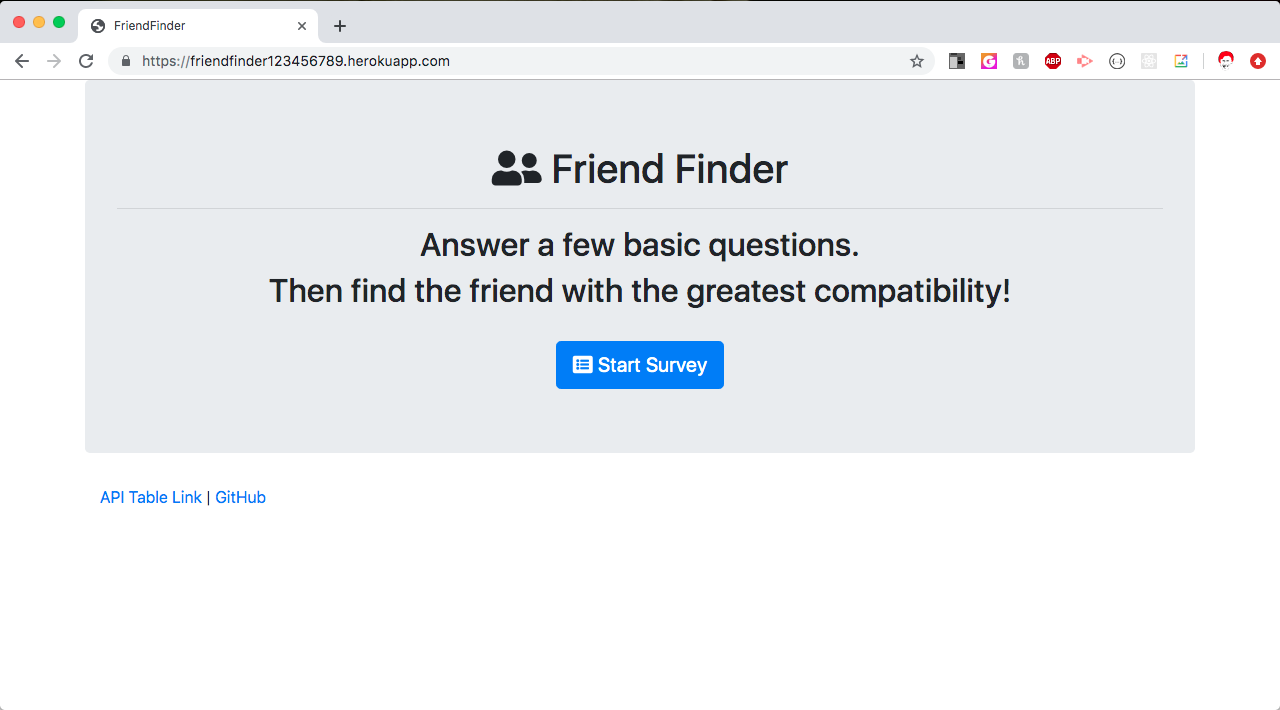 FriendFinder
https://friendfinder123456789.herokuapp.com
ABP
Friend Finder
Answer a few basic questions.
Then find the friend with the greatest compatibility!
Start Survey
API Table Link | GitHub